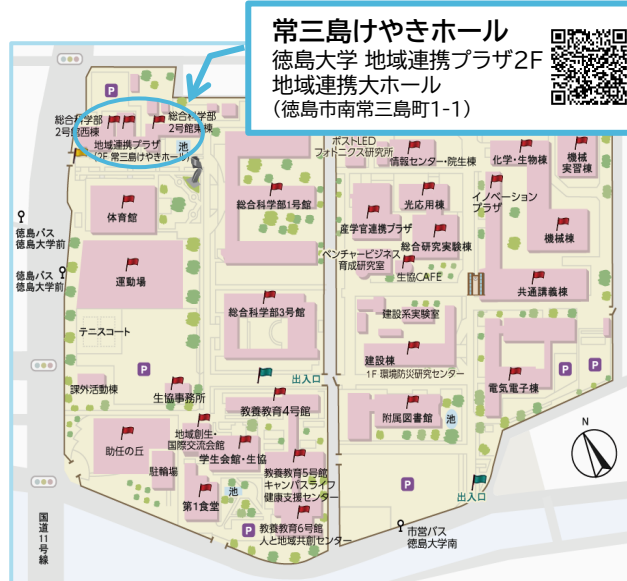 常三島けやきホール
徳島大学 地域連携プラザ2F
地域連携大ホール
(徳島市南常三島町1-1)
P
総合科学部
2号館西棟
総合科学部
2号館東棟
地域連携プラザ
(2F 常三島けやきホール)
池
体育館
総合科学部1号館
徳島バス
徳島大学前
徳島バス
徳島大学前
運動場
テニスコート
総合科学部3号館
P
課外活動棟
生協事務所
出入口
教養教育4号館
地域創生・
国際交流会館
助任の丘
学生会館・生協
駐輪場
教養教育5号館
キャンパスライフ
健康支援センター
第1食堂
池
P
教養教育6号館
人と地域共創センター
国道11号線
ポストLED
フォトニクス研究所
情報センター・院生棟
化学・生物棟
機械
実習棟
光応用棟
イノベーション
プラザ
産学官連携プラザ
総合研究実験棟
機械棟
ベンチャービジネス
育成研究室
生協CAFE
共通講義棟
建設系実験室
建設棟
1F 環境防災研究センター
P
P
電気電子棟
附属図書館
池
N
P
出入口
市営バス
徳島大学南